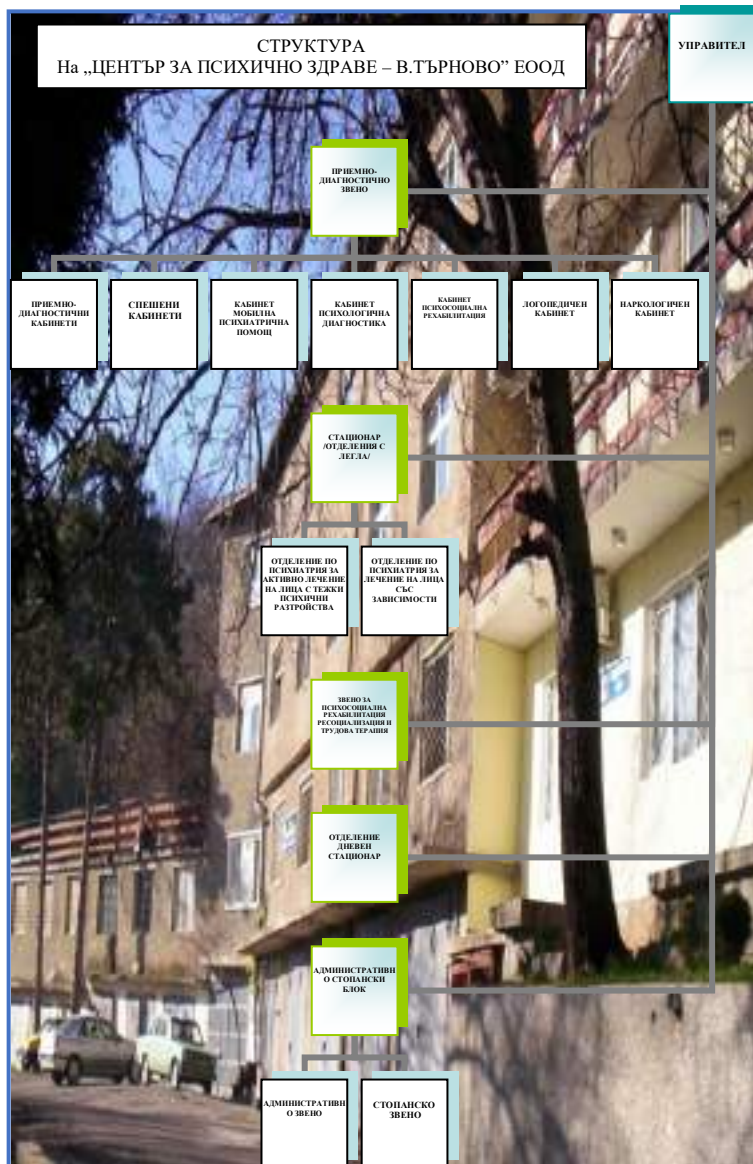 СТРУКТУРА
На „ЦЕНТЪР ЗА ПСИХИЧНО ЗДРАВЕ – В.ТЪРНОВО” ЕООД
УПРАВИТЕЛ
ПРИЕМНО-
ДИАГНОСТИЧНО
ЗВЕНО
ПРИЕМНО-
ДИАГНОСТИЧНИ
КАБИНЕТИ
СПЕШЕНИ
КАБИНЕТИ
КАБИНЕТ
МОБИЛНА
ПСИХИАТРИЧНА
ПОМОЩ
КАБИНЕТ
ПСИХОЛОГИЧНА
ДИАГНОСТИКА
КАБИНЕТ
ПСИХОСОЦИАЛНА
РЕХАБИЛИТАЦИЯ
ЛОГОПЕДИЧЕН
КАБИНЕТ
НАРКОЛОГИЧЕН
КАБИНЕТ
СТАЦИОНАР
/ОТДЕЛЕНИЯ С
ЛЕГЛА/
ОТДЕЛЕНИЕ ПО
ПСИХИАТРИЯ ЗА
АКТИВНО ЛЕЧЕНИЕ
НА ЛИЦА С ТЕЖКИ
ПСИХИЧНИ
РАЗТРОЙСТВА
ОТДЕЛЕНИЕ ПО
ПСИХИАТРИЯ ЗА
ЛЕЧЕНИЕ НА ЛИЦА
СЪС
ЗАВИСИМОСТИ
ЗВЕНО ЗА
ПСИХОСОЦИАЛНА
РЕХАБИЛИТАЦИЯ
РЕСОЦИАЛИЗАЦИЯ И
ТРУДОВА ТЕРАПИЯ
ОТДЕЛЕНИЕ
ДНЕВЕН
СТАЦИОНАР
АДМИНИСТРАТИВН
О СТОПАНСКИ
БЛОК
АДМИНИСТРАТИВН
О ЗВЕНО
СТОПАНСКО
ЗВЕНО